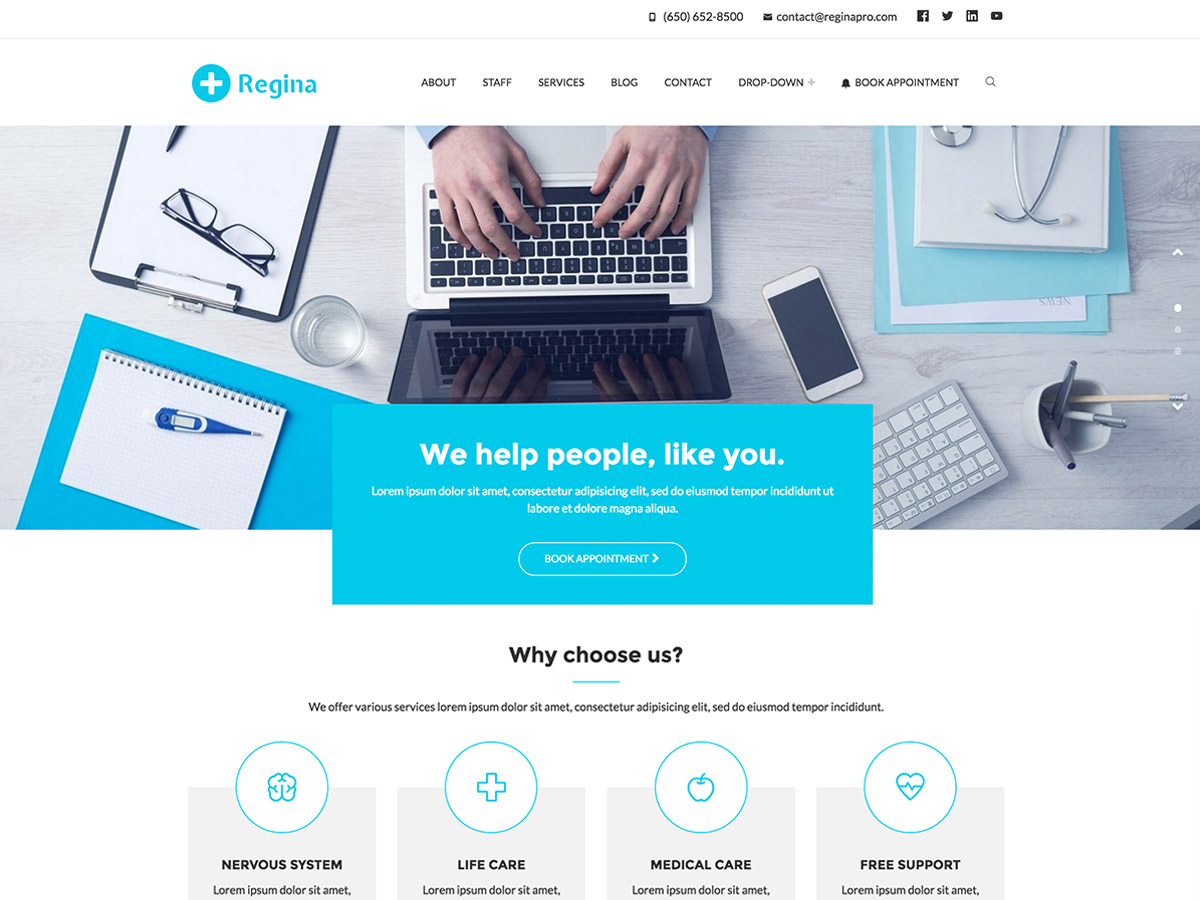 (650) 652-8500 contact@reginapro.com
Regina
ABOUT STAFF SERVICES BLOG CONTACT DROP-DOWN + BOOK APPOINTMENT
NEWS
We help people, like you.
Lorem ipsum dolor sit amet, consectetur adipisicing elit, sed do eiusmod tempor incididunt ut
labore et dolore magna aliqua.
BOOK APPOINTMENT
Why choose us?
We offer various services lorem ipsum dolor sit amet, consectetur adipisicing elit, sed do eiusmod tempor incididunt.
NERVOUS SYSTEM
Lorem ipsum dolor sit amet,
LIFE CARE
Lorem ipsum dolor sit amet,
MEDICAL CARE
Lorem ipsum dolor sit amet,
FREE SUPPORT
Lorem ipsum dolor sit amet,